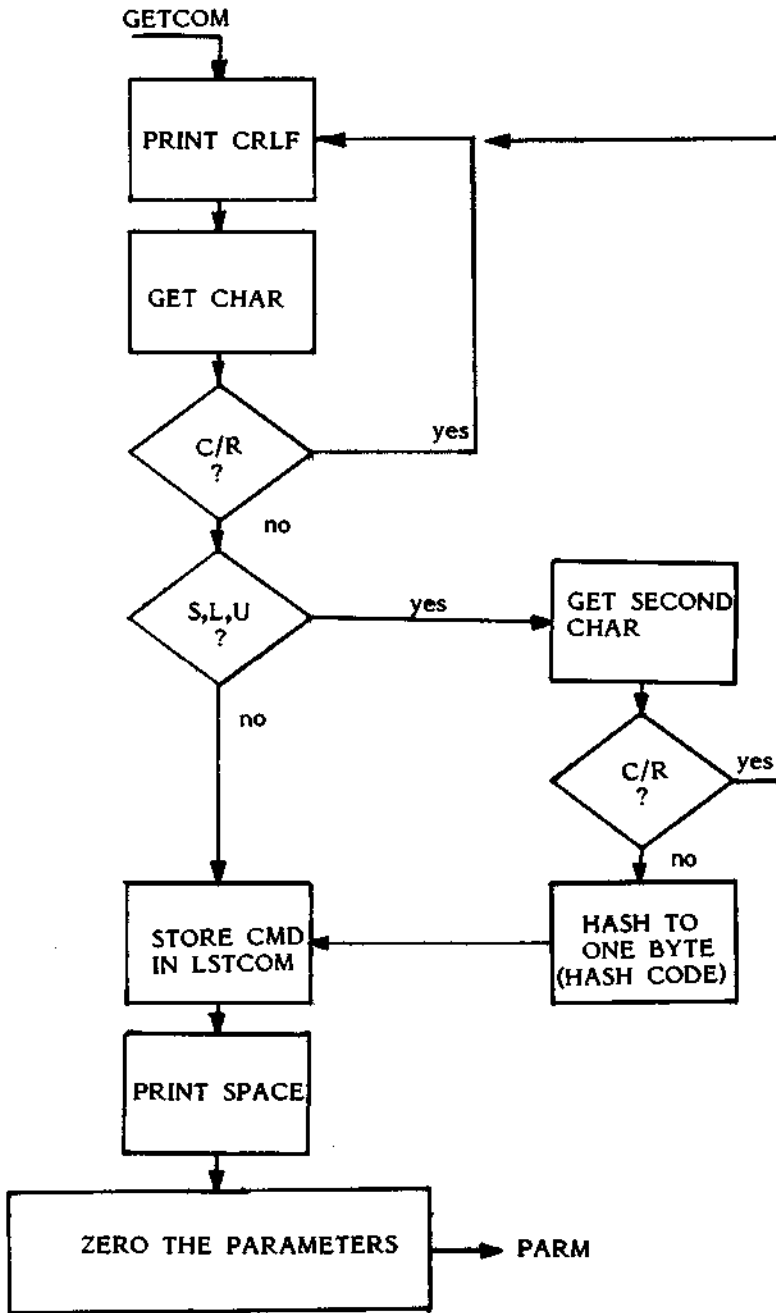 GETCOM
PRINT CRLF
GET CHAR
C/R
?
yes
no
S,L,U
?
yes
no
GET SECOND
CHAR
C/R
?
yes
no
HASH TO
ONE BYTE
(HASH CODE)
STORE CMD
IN LSTCOM
PRINT SPACE
ZERO THE PARAMETERS
PARM